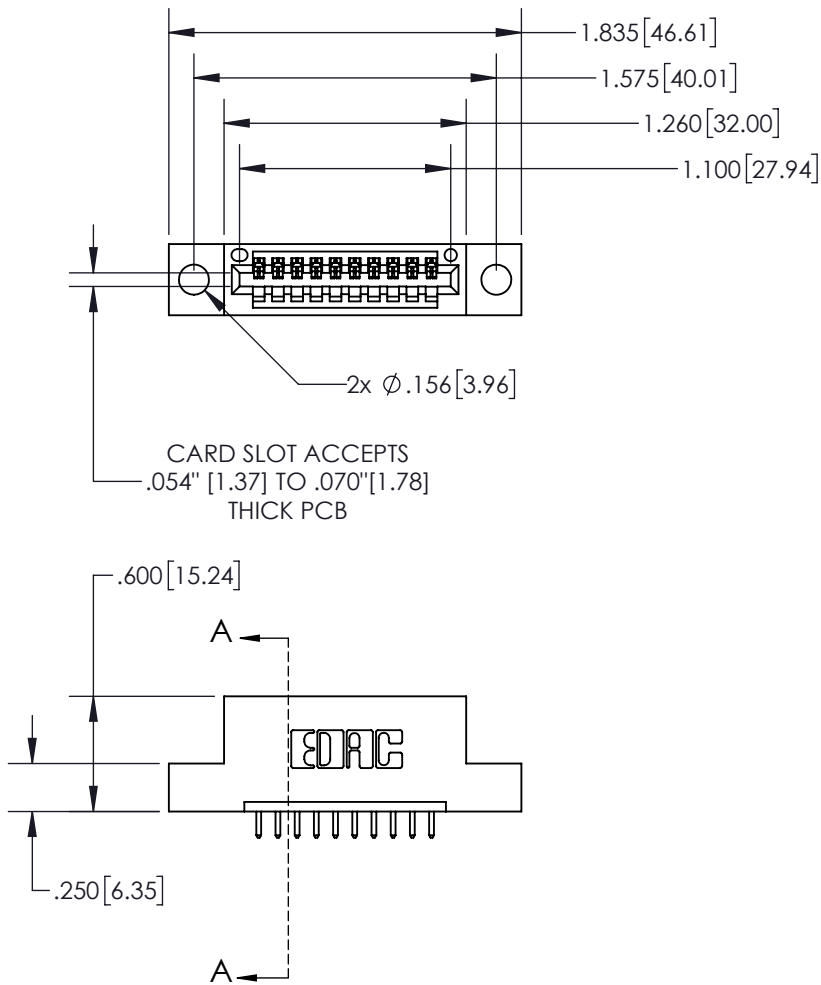 1.835[46.61]
1.575[40.01]
1.260[32.00]
1.100[27.94]
2x ∅.156[3.96]
CARD SLOT ACCEPTS
.054" [1.37] TO .070"[1.78]
THICK PCB
.600[15.24]
A
EDAC
.250[6.35]
A